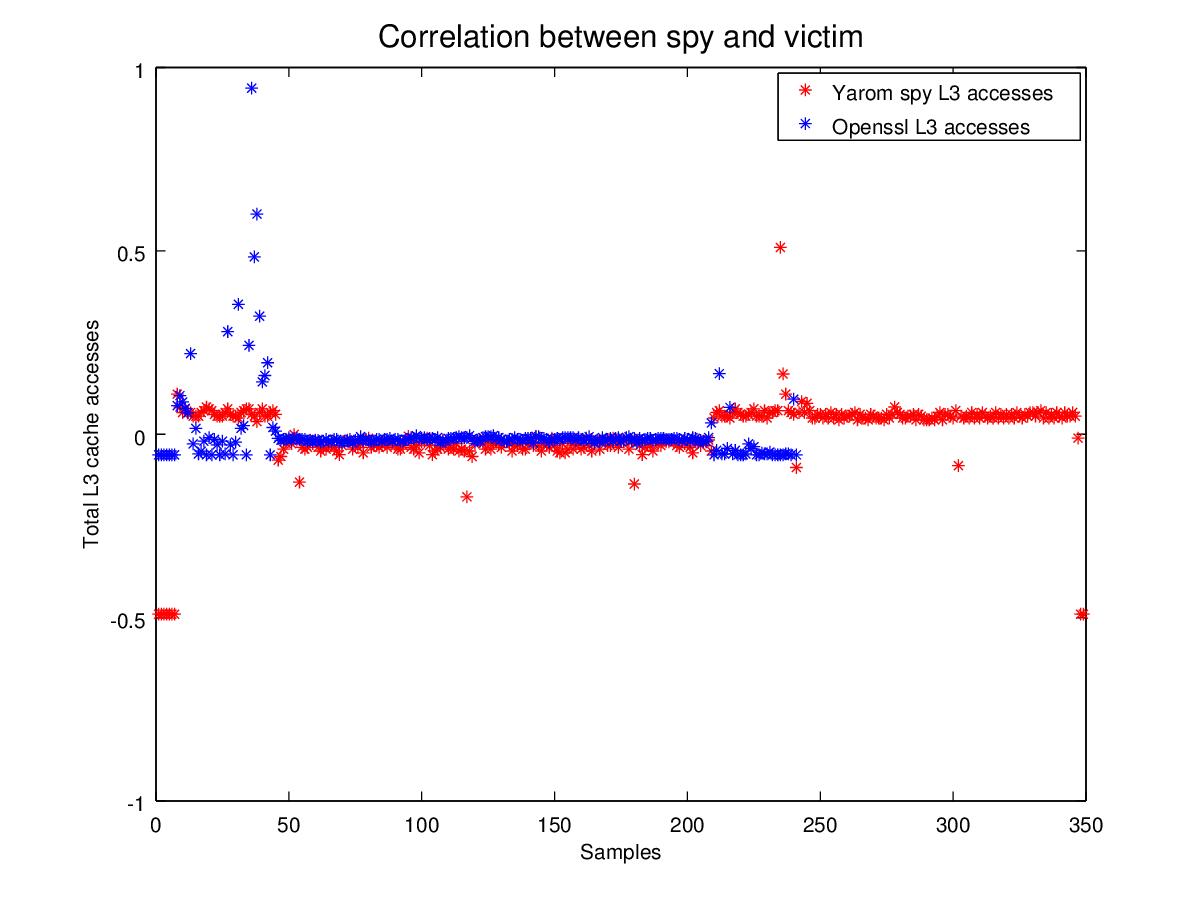 Correlation between spy and victim
Yarom spy L3 accesses
Openssl L3 accesses
Total L3 cache accesses
1
0.5
0
-0.5
-1
0 50 100 150 200 250 300 350
Samples